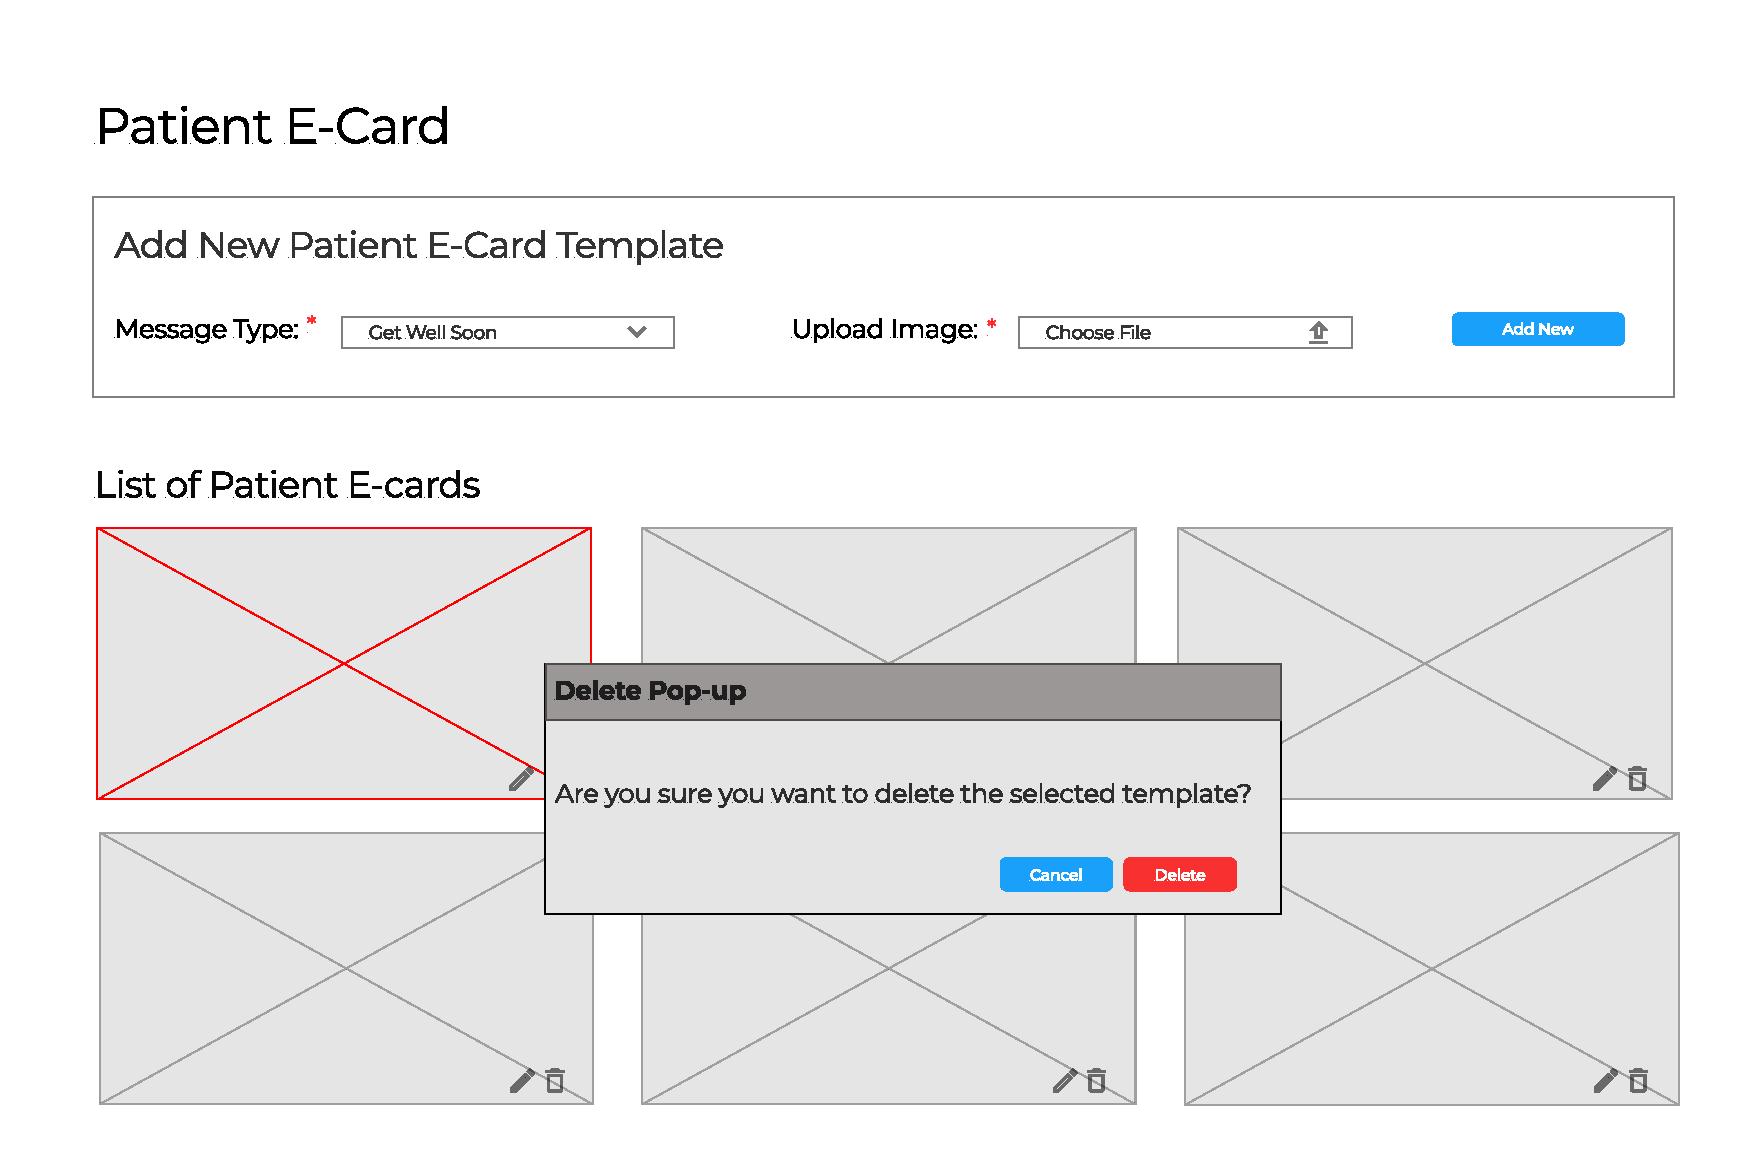 Patient E-Card
Add New Patient E-Card Template
Message Type: * Get Well Soon Upload Image: * Choose File Add New
List of Patient E-cards
Delete Pop-up
Are you sure you want to delete the selected template?
Cancel Delete